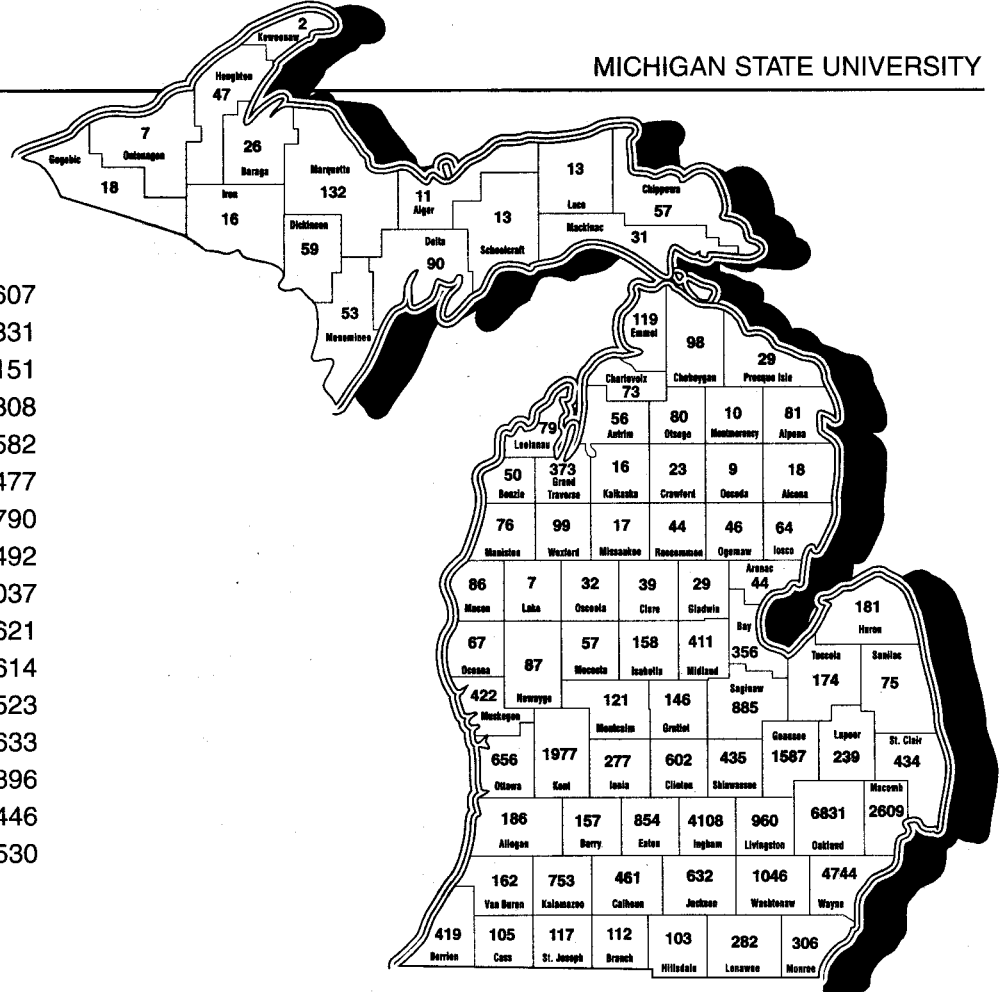 MICHIGAN STATE UNIVERSITY
2
Keweenaw
Houghton
47
7
Ontonagon
Gogebic
18
26
Baraga
Iron
16
Marquette
132
Dickinson
59
11
Alger
13
Luce
Chippewa
57
13
Schoolcraft
Mackinac
31
Delta
90
53
Menominee
607
831
151
808
582
477
790
492
037
621
614
523
633
896
446
530
119
Emmet
98
Cheboygan
29
Presque Isle
Charlevoix
73
56
Antrim
80
Otsego
10
Montmorency
81
Alpena
79
Leelanau
50
Benzie
373
Grand
Traverse
16
Kalkaska
23
Crawford
9
Oscoda
18
Alcona
76
Manistee
99
Wexford
17
Missaukee
44
Roscommon
46
Ogemaw
64
Iosco
86
Mason
7
Lake
32
Osceola
39
Clare
29
Gladwin
Arenac
44
181
Huron
67
Oceana
87
Newaygo
57
Mecosta
158
Isabella
411
Midland
Bay
356
Tuscola
174
Sanilac
75
422
Muskegon
121
Montcalm
146
Gratiot
Saginaw
885
656
Ottawa
1977
Kent
277
Ionia
602
Clinton
435
Shiawassee
Genesee
1587
Lapeer
239
St. Clair
434
186
Allegan
157
Barry
854
Eaton
4108
Ingham
960
Livingston
6831
Oakland
Macomb
2609
162
Van Buren
753
Kalamazoo
461
Calhoun
632
Jackson
1046
Washtenaw
4744
Wayne
419
Berrien
105
Cass
117
St. Joseph
112
Branch
103
Hillsdale
282
Lenawee
306
Monroe